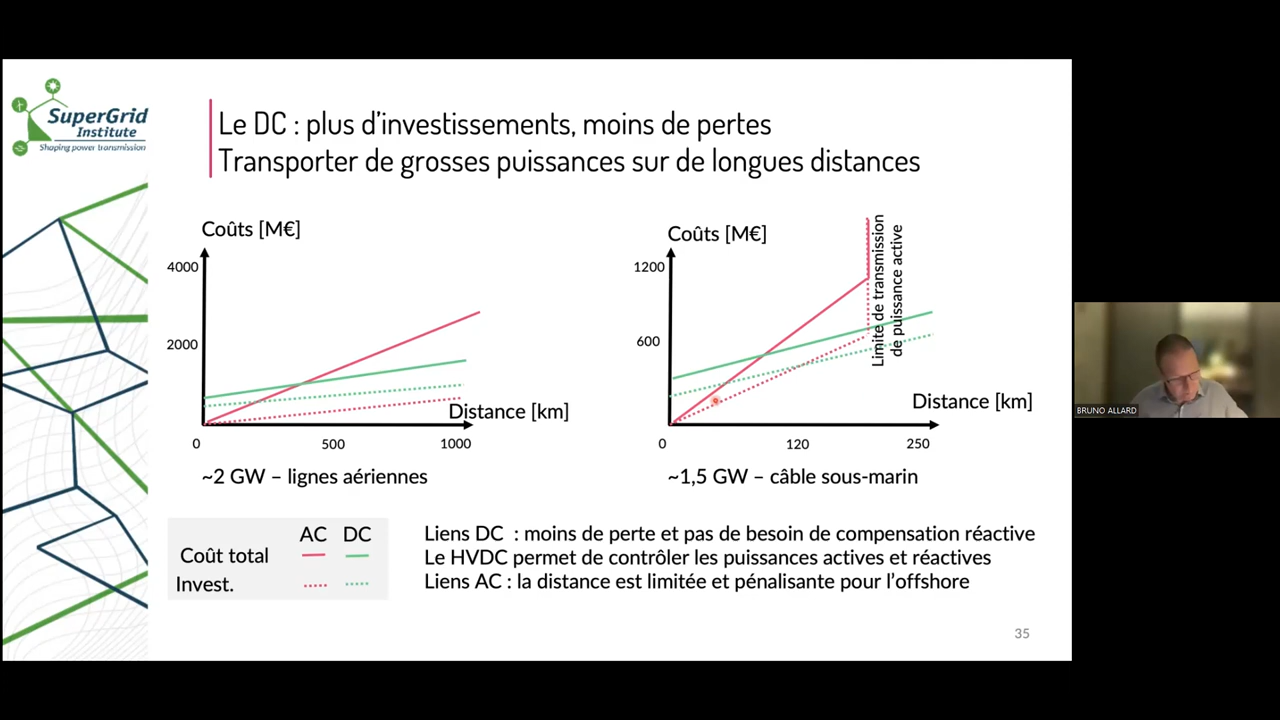 SuperGrid
Institute
Shaping power transmission
Le DC : plus d'investissements, moins de pertes
Transporter de grosses puissances sur de longues distances
Coûts [M€]
4000
2000
Distance [km]
0
500
1000
~2 GW – lignes aériennes
Coûts [M€]
1200
600
Limite de transmission
de puissance active
Distance [km]
0
120
250
~1,5 GW – câble sous-marin
AC DC
Coût total
Invest.
Liens DC : moins de perte et pas de besoin de compensation réactive
Le HVDC permet de contrôler les puissances actives et réactives
Liens AC : la distance est limitée et pénalisante pour l'offshore
35
BRUNO ALLARD